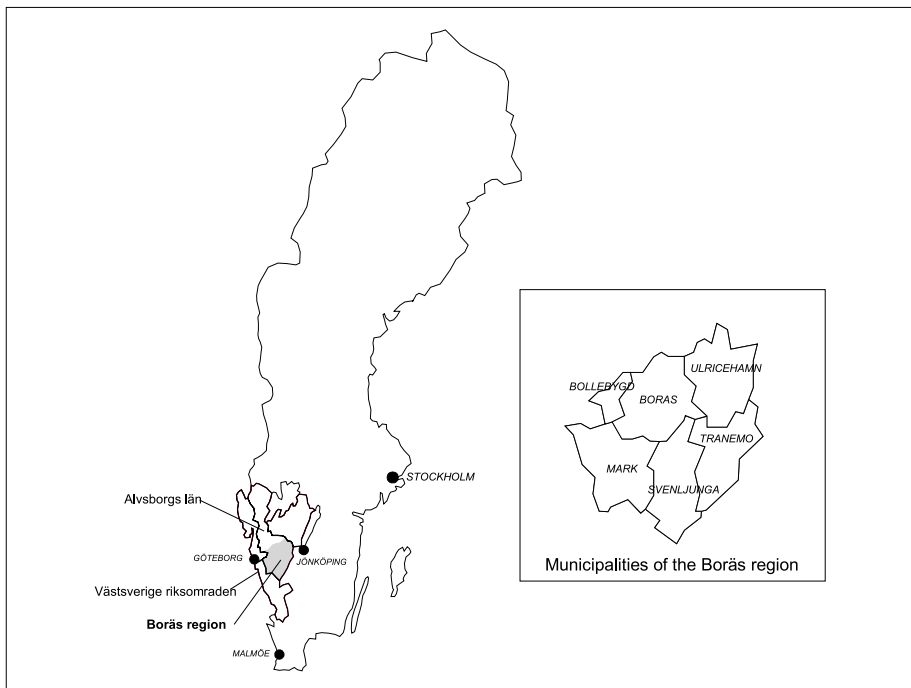 STOCKHOLM
Alvsborgs län
GÖTEBORG
JÖNKÖPING
Västsverige riksomraden
Boräs region
MALMÖE
ULRICEHAMN
BOLLEBYGD
BORAS
TRANEMO
MARK
SVENLJUNGA
Municipalities of the Boräs region